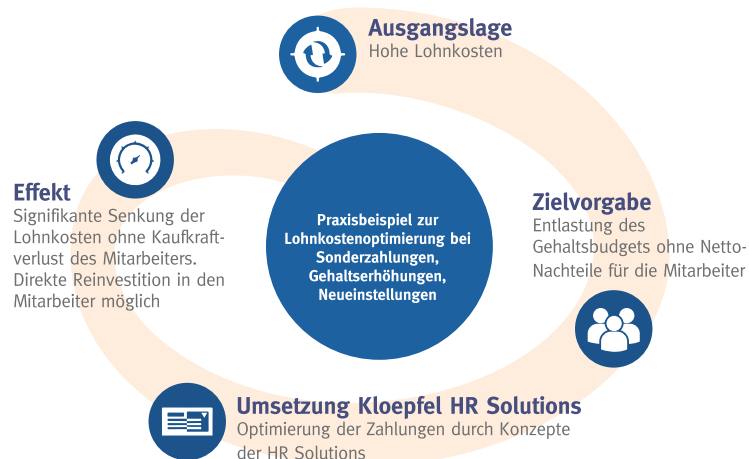 Ausgangslage
Hohe Lohnkosten
Zielvorgabe
Entlastung des
Gehaltsbudgets ohne Netto-
Nachteile für die Mitarbeiter
Umsetzung Kloepfel HR Solutions
Optimierung der Zahlungen durch Konzepte
der HR Solutions
Effekt
Signifikante Senkung der
Lohnkosten ohne Kaufkraft-
verlust des Mitarbeiters.
Direkte Reinvestition in den
Mitarbeiter möglich
Praxisbeispiel zur
Lohnkostenoptimierung bei
Sonderzahlungen,
Gehaltserhöhungen,
Neueinstellungen